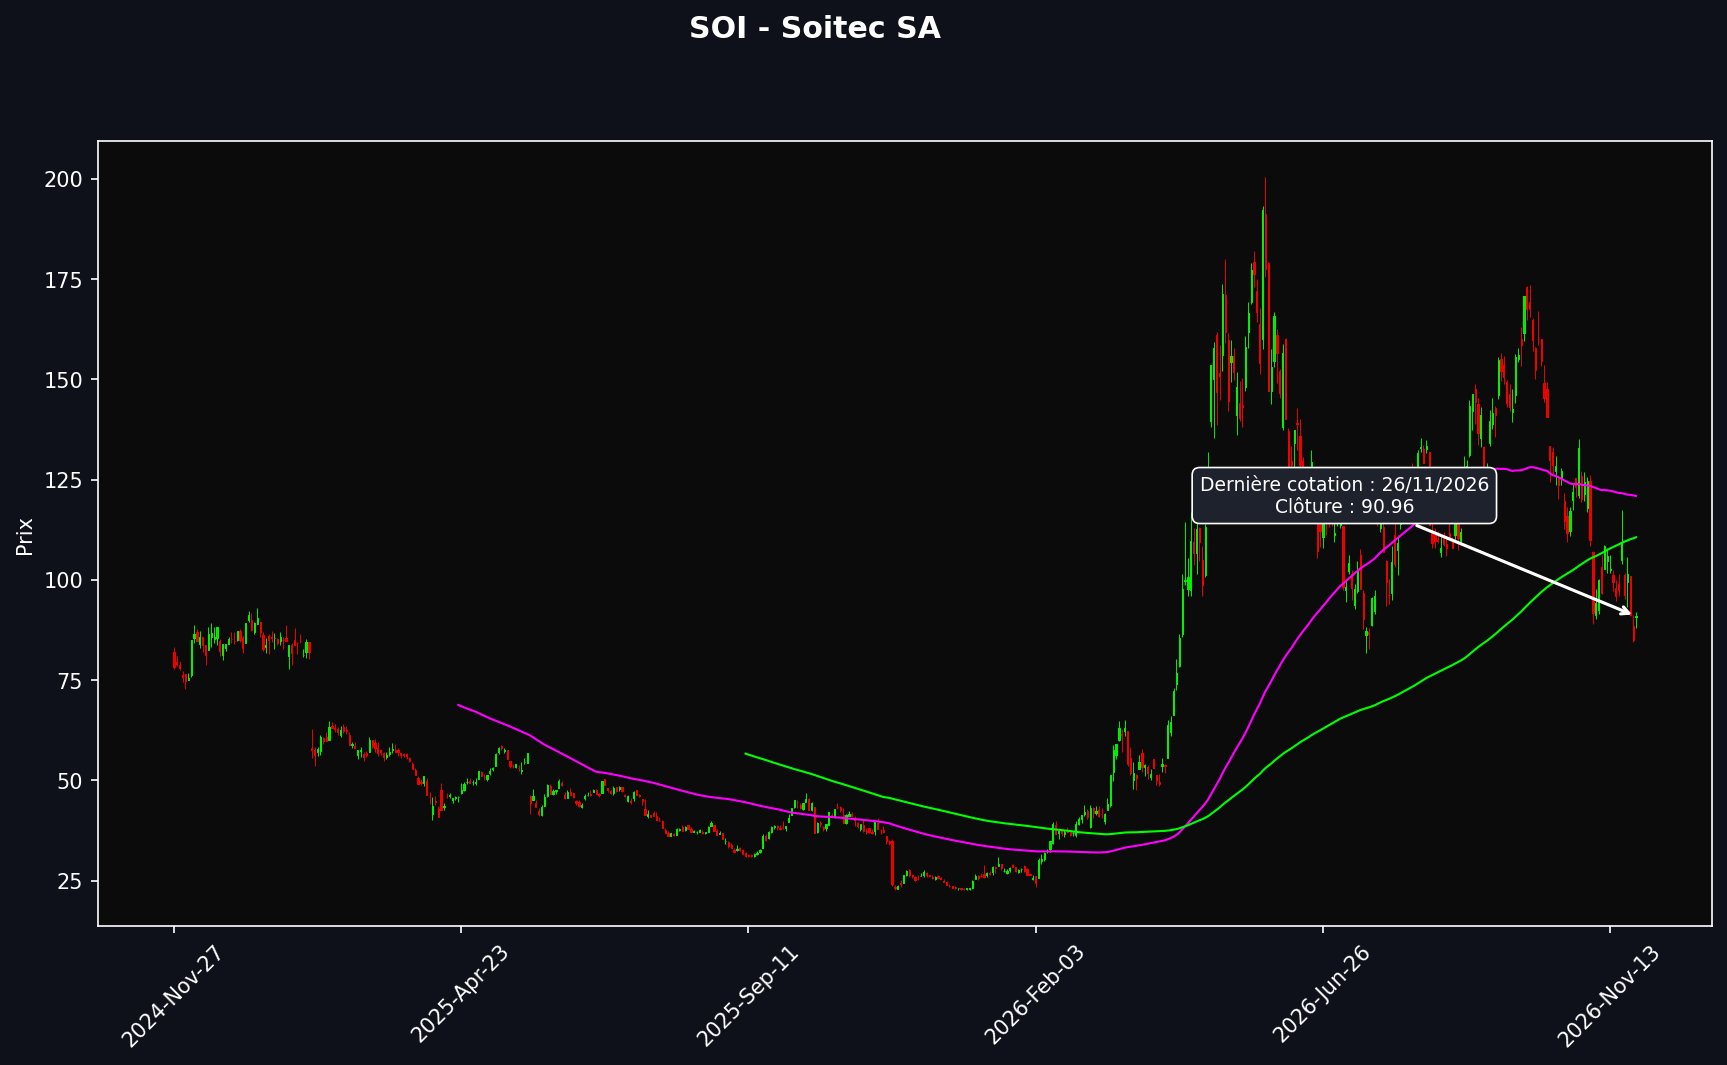 SOI - Soitec SA
200
175
150
125
100
75
50
25
Prix
Dernière cotation : 26/11/2026
Clôture : 90.96
2024-Nov-27
2025-Apr-23
2025-Sep-11
2026-Feb-03
2026-Jun-26
2026-Nov-13